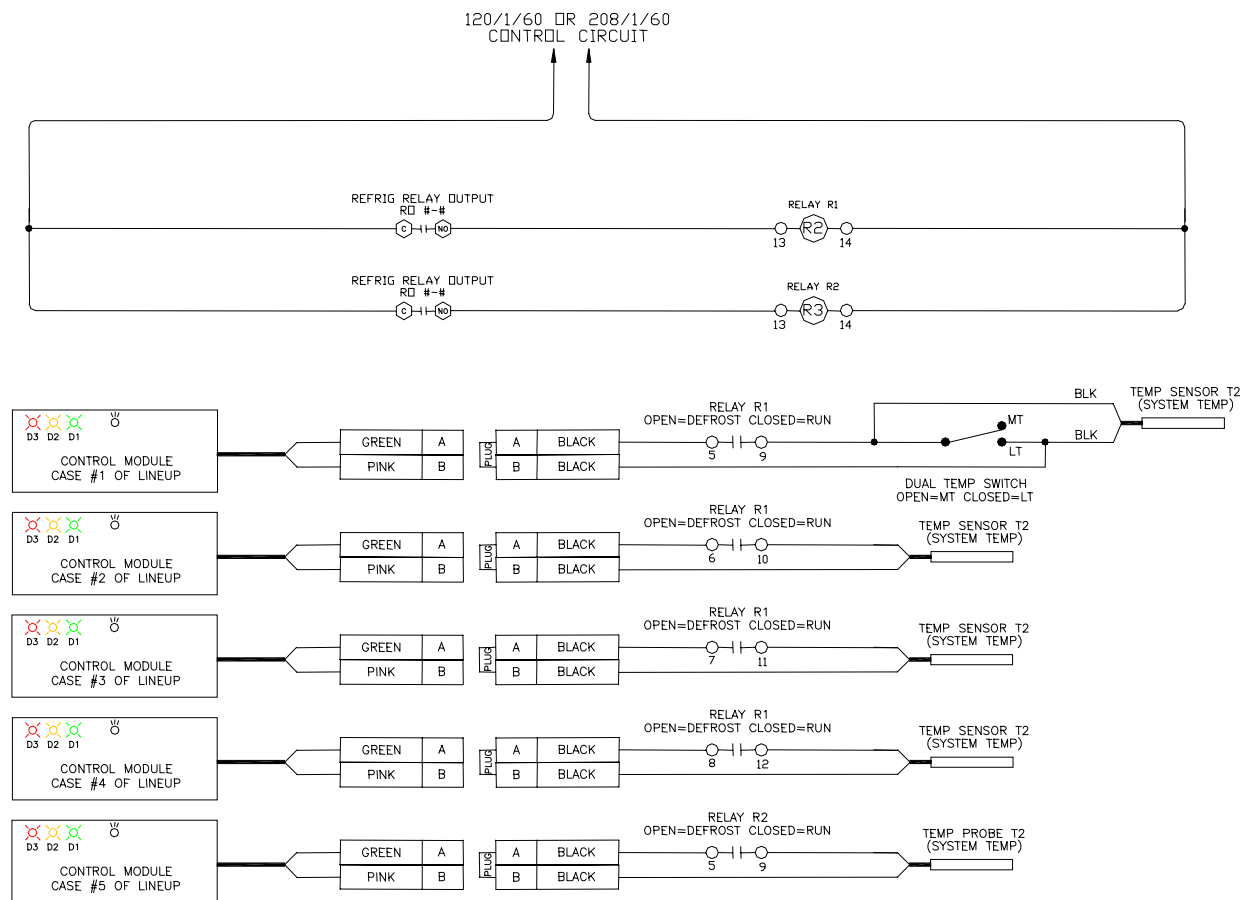 120/1/60 OR 208/1/60
CONTROL CIRCUIT
REFRIG RELAY OUTPUT
RO #-#
C NO
RELAY R1
R2
13 14
REFRIG RELAY OUTPUT
RO #-#
C NO
RELAY R2
R3
13 14
D3 D2 D1
CONTROL MODULE
CASE #1 OF LINEUP
GREEN A
PINK B
PLUG
A BLACK
B BLACK
RELAY R1
OPEN=DEFROST CLOSED=RUN
5 9
BLK
MT
LT
BLK
DUAL TEMP SWITCH
OPEN=MT CLOSED=LT
TEMP SENSOR T2
(SYSTEM TEMP)
D3 D2 D1
CONTROL MODULE
CASE #2 OF LINEUP
GREEN A
PINK B
PLUG
A BLACK
B BLACK
RELAY R1
OPEN=DEFROST CLOSED=RUN
6 10
TEMP SENSOR T2
(SYSTEM TEMP)
D3 D2 D1
CONTROL MODULE
CASE #3 OF LINEUP
GREEN A
PINK B
PLUG
A BLACK
B BLACK
RELAY R1
OPEN=DEFROST CLOSED=RUN
7 11
TEMP SENSOR T2
(SYSTEM TEMP)
D3 D2 D1
CONTROL MODULE
CASE #4 OF LINEUP
GREEN A
PINK B
PLUG
A BLACK
B BLACK
RELAY R1
OPEN=DEFROST CLOSED=RUN
8 12
TEMP SENSOR T2
(SYSTEM TEMP)
D3 D2 D1
CONTROL MODULE
CASE #5 OF LINEUP
GREEN A
PINK B
PLUG
A BLACK
B BLACK
RELAY R2
OPEN=DEFROST CLOSED=RUN
5 9
TEMP PROBE T2
(SYSTEM TEMP)